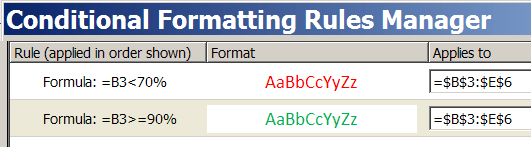 Conditional Formatting Rules Manager
Rule (applied in order shown) Format Applies to
Formula: =B3<70% AaBbCcYyZz =$B$3:$E$6
Formula: =B3>=90% AaBbCcYyZz =$B$3:$E$6